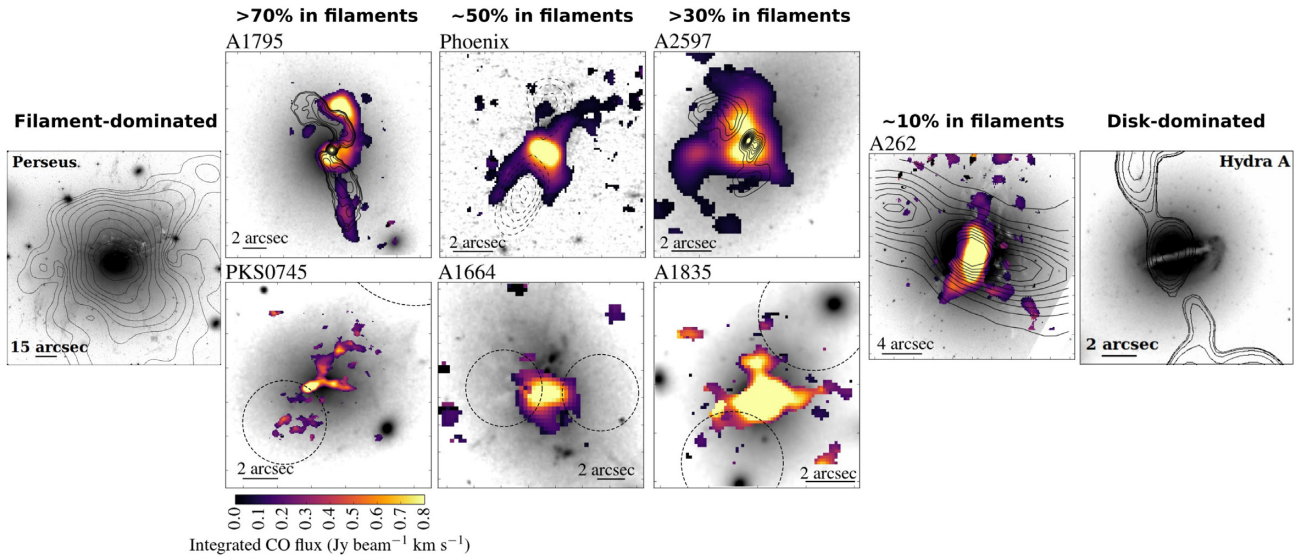 >70% in filaments
~50% in filaments
>30% in filaments
A1795
Phoenix
A2597
Filament-dominated
~10% in filaments
Disk-dominated
A262
Perseus
Hydra A
2 arcsec
2 arcsec
2 arcsec
PKS0745
A1664
A1835
15 arcsec
4 arcsec
2 arcsec
2 arcsec
2 arcsec
2 arcsec
0.0
0.1
0.2
0.3
0.4
0.5
0.6
0.7
0.8
Integrated CO flux (Jy beam⁻¹ km s⁻¹)